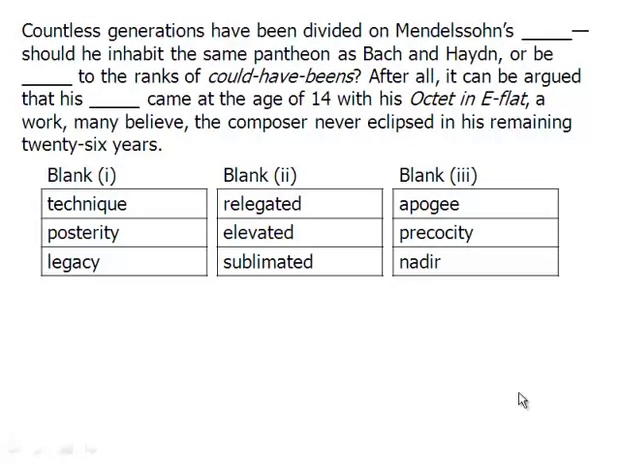 Countless generations have been divided on Mendelssohn's _____—
should he inhabit the same pantheon as Bach and Haydn, or be
_____ to the ranks of could-have-beens? After all, it can be argued
that his _____ came at the age of 14 with his Octet in E-flat, a
work, many believe, the composer never eclipsed in his remaining
twenty-six years.
Blank (i) Blank (ii) Blank (iii)
technique relegated apogee
posterity elevated precocity
legacy sublimated nadir